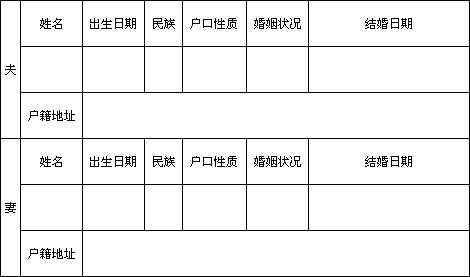 姓名 出生日期 民族 户口性质 婚姻状况 结婚日期
夫
户籍地址
姓名 出生日期 民族 户口性质 婚姻状况 结婚日期
妻
户籍地址